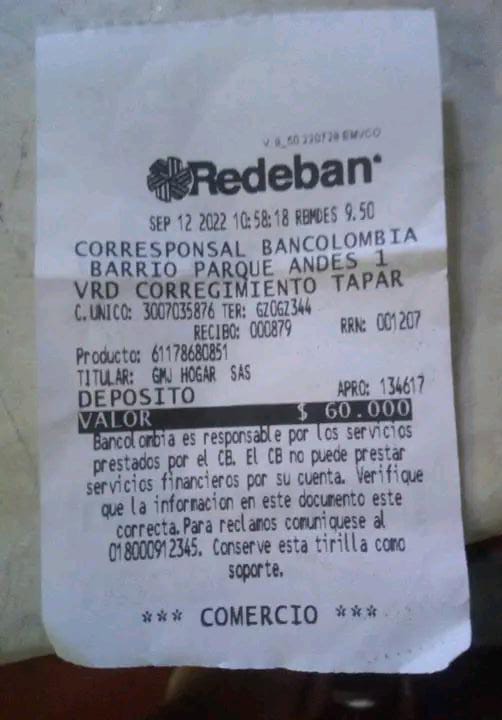 V 8_50 220728 EMVCO
Redeban
SEP 12 2022 10:58:18 RBMDES 9.50
CORRESPONSAL BANCOLOMBIA
BARRIO PARQUE ANDES 1
VRD CORREGIMIENTO TAPAR
C.UNICO: 3007035876 TER: GZOGZ344
RECIBO: 000879 RRN: 001207
Producto: 61178680851
TITULAR: GMJ HOGAR SAS
DEPOSITO APRO: 134617
VALOR $ 60.000
Bancolombia es responsable por los servicios
prestados por el CB. El CB no puede prestar
servicios financieros por su cuenta. Verifique
que la informacion en este documento este
correcta.Para reclamos comuniquese al
018000912345. Conserve esta tirilla como
soporte.
*** COMERCIO ***